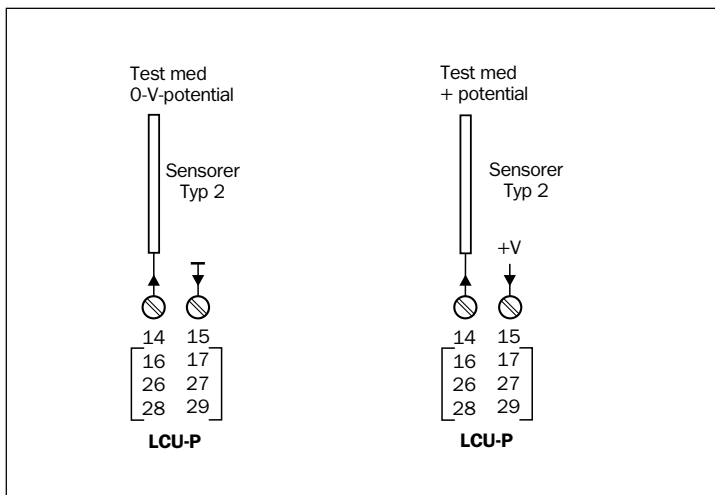 Test med
0-V-potential
Sensorer
Typ 2
14 15
16 17
26 27
28 29
LCU-P
Test med
+ potential
Sensorer
Typ 2
+V
14 15
16 17
26 27
28 29
LCU-P